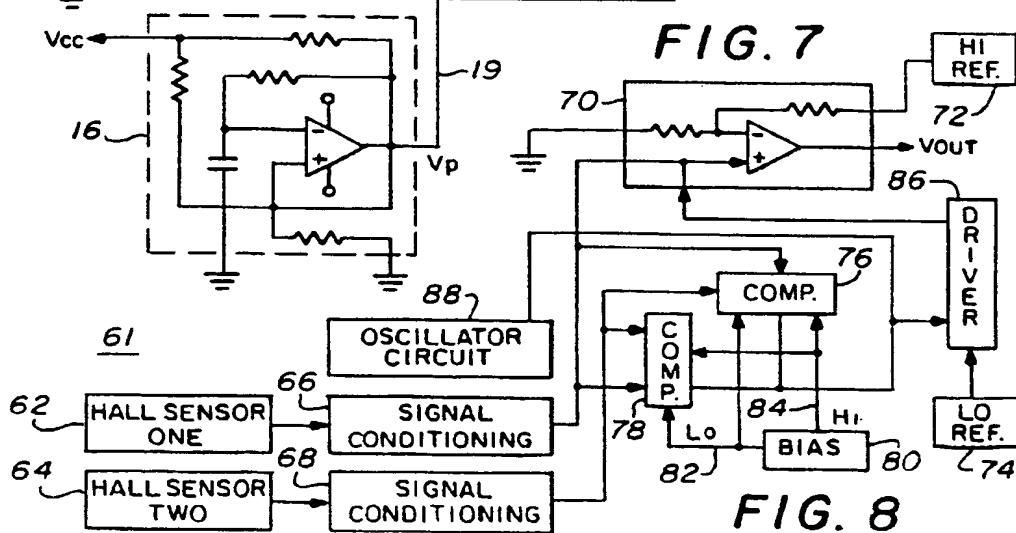 FIG. 7
Vcc
19
16
-
+
Vp
70
HI
REF.
72
-
+
VOUT
86
DRIVER
76
COMP.
88
OSCILLATOR
CIRCUIT
61
COMP.
78
84
Hi
Lo
82
BIAS
80
LO
REF.
74
62
HALL SENSOR
ONE
66
SIGNAL
CONDITIONING
64
HALL SENSOR
TWO
68
SIGNAL
CONDITIONING
FIG. 8